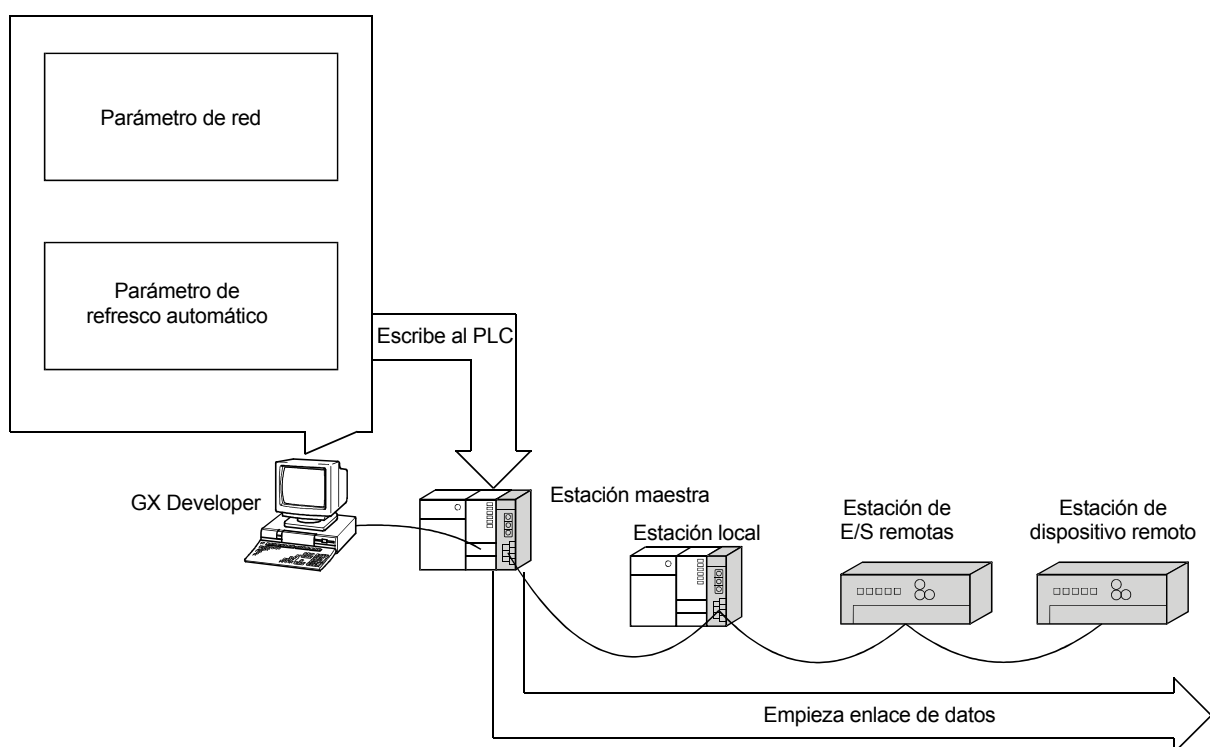 Parámetro de red
Parámetro de
refresco automático
Escribe al PLC
GX Developer
Estación maestra
Estación local
Estación de
E/S remotas
Estación de
dispositivo remoto
Empieza enlace de datos